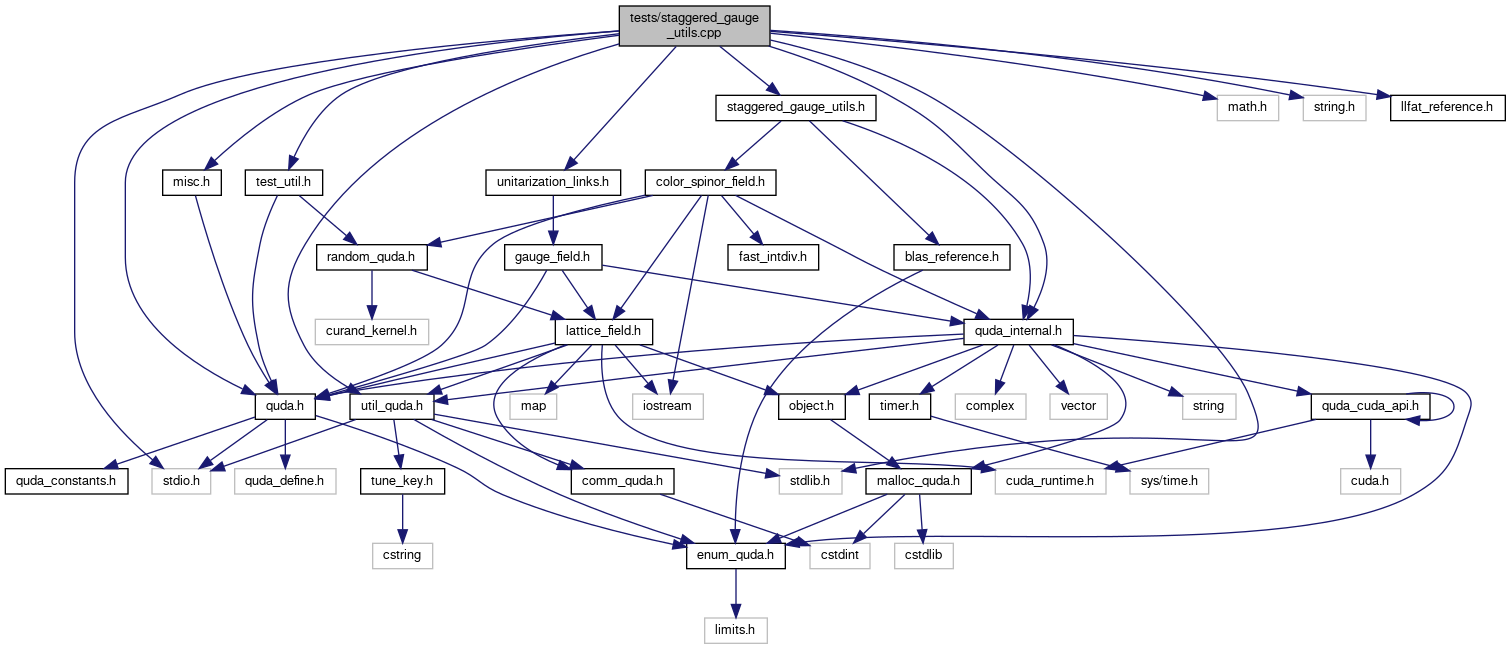 tests/staggered_gauge
_utils.cpp
staggered_gauge_utils.h
math.h
string.h
llfat_reference.h
misc.h
test_util.h
unitarization_links.h
color_spinor_field.h
random_quda.h
gauge_field.h
fast_intdiv.h
blas_reference.h
curand_kernel.h
lattice_field.h
quda_internal.h
quda.h
util_quda.h
map
iostream
object.h
timer.h
complex
vector
string
quda_cuda_api.h
quda_constants.h
stdio.h
quda_define.h
tune_key.h
comm_quda.h
stdlib.h
malloc_quda.h
cuda_runtime.h
sys/time.h
cuda.h
cstring
enum_quda.h
cstdint
cstdlib
limits.h